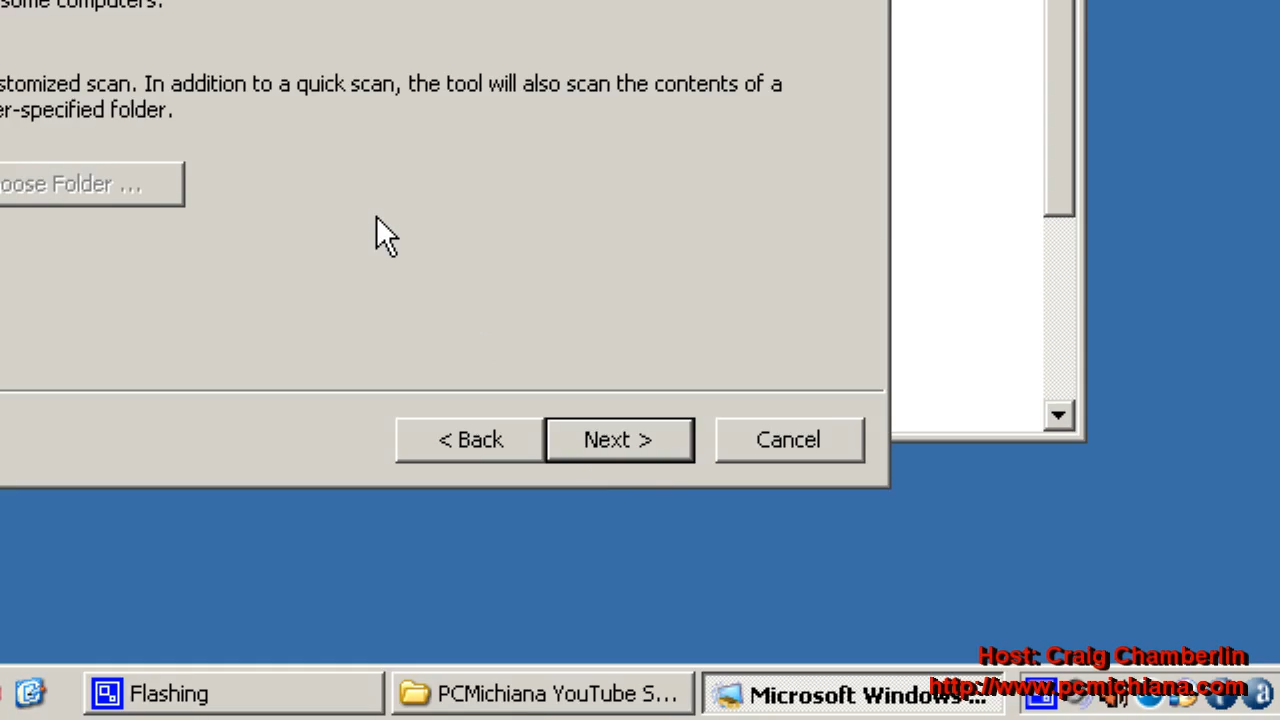 some computers.
stomized scan. In addition to a quick scan, the tool will also scan the contents of a
er-specified folder.
oose Folder ...
< Back
Next >
Cancel
Host: Craig Chamberlin
http://www.pcmichiana.com
Flashing
PCMichiana YouTube S...
Microsoft Windows ...